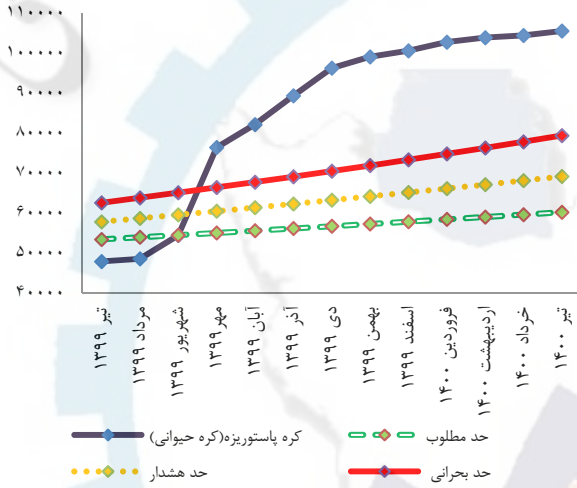 ۱۱۰۰۰۰
۱۰۰۰۰۰
۹۰۰۰۰
۸۰۰۰۰
۷۰۰۰۰
۶۰۰۰۰
۵۰۰۰۰
۴۰۰۰۰
تیر ۱۳۹۹
مرداد ۱۳۹۹
شهریور ۱۳۹۹
مهر ۱۳۹۹
آبان ۱۳۹۹
آذر ۱۳۹۹
دی ۱۳۹۹
بهمن ۱۳۹۹
اسفند ۱۳۹۹
فروردین ۱۴۰۰
اردیبهشت ۱۴۰۰
خرداد ۱۴۰۰
تیر ۱۴۰۰
حد مطلوب کره پاستوریزه(کره حیوانی)
حد بحرانی حد هشدار